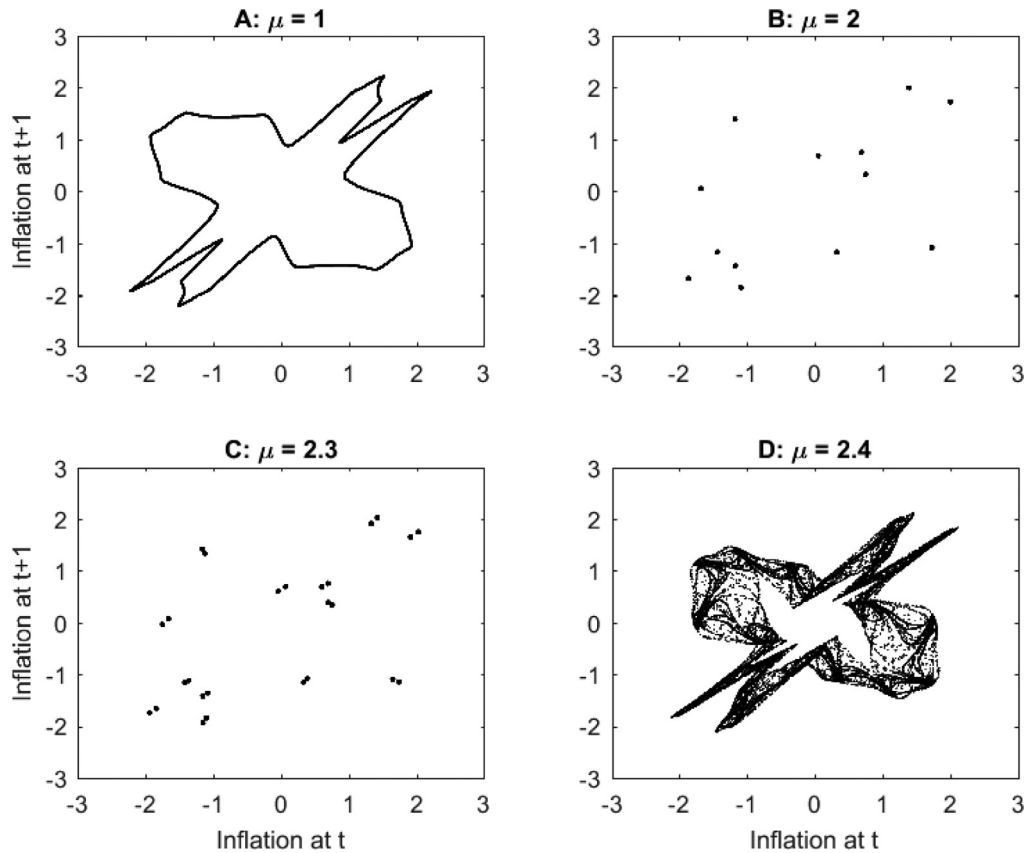 A: μ = 1
Inflation at t+1
3
2
1
0
-1
-2
-3
-3 -2 -1 0 1 2 3
B: μ = 2
3
2
1
0
-1
-2
-3
-3 -2 -1 0 1 2 3
C: μ = 2.3
Inflation at t+1
3
2
1
0
-1
-2
-3
-3 -2 -1 0 1 2 3
Inflation at t
D: μ = 2.4
3
2
1
0
-1
-2
-3
-3 -2 -1 0 1 2 3
Inflation at t